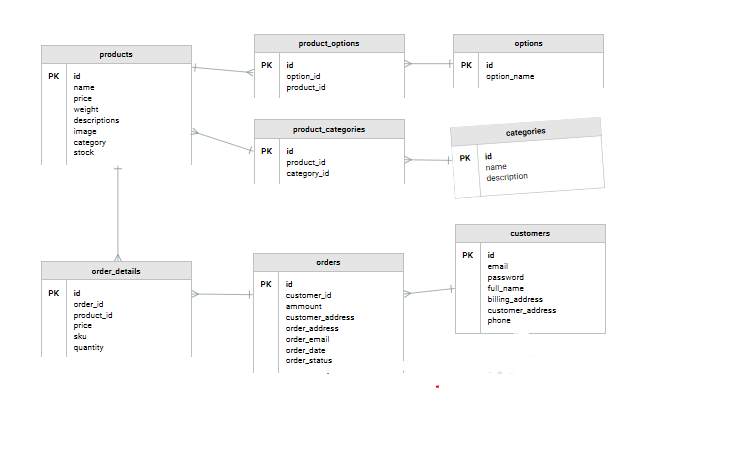 products
PK id
name
price
weight
descriptions
image
category
stock
product_options
PK id
option_id
product_id
options
PK id
option_name
product_categories
PK id
product_id
category_id
categories
PK id
name
description
order_details
PK id
order_id
product_id
price
sku
quantity
orders
PK id
customer_id
ammount
customer_address
order_address
order_email
order_date
order_status
customers
PK id
email
password
full_name
billing_address
customer_address
phone